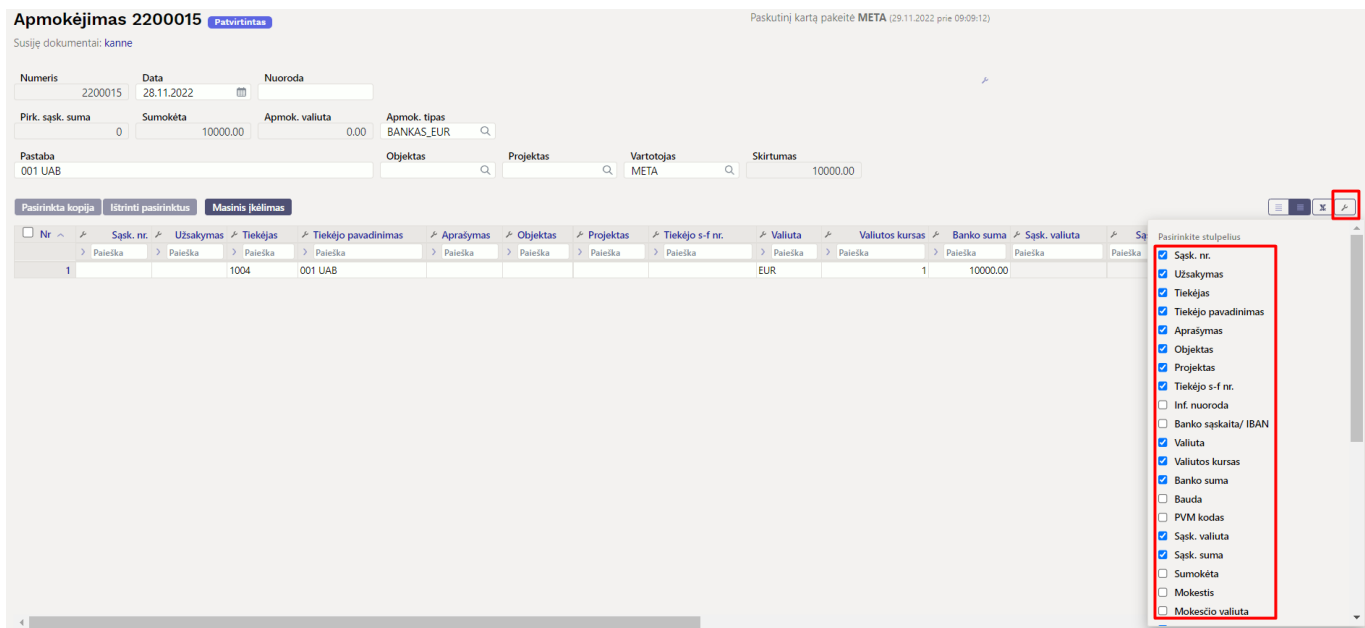 Apmokėjimas 2200015 Patvirtintas
Paskutinį kartą pakeitė META (29.11.2022 prie 09:09:12)
Susiję dokumentai: kanne
Numeris Data Nuoroda
2200015 28.11.2022
Pirk. sąsk. suma Sumokėta Apmok. valiuta Apmok. tipas
0 10000.00 0.00 BANKAS_EUR
Pastaba Objektas Projektas Vartotojas Skirtumas
001 UAB META 10000.00
Pasirinkta kopija Ištrinti pasirinktus Masinis įkėlimas
Nr Sąsk. nr. Užsakymas Tiekėjas Tiekėjo pavadinimas Aprašymas Objektas Projektas Tiekėjo s-f nr. Valiuta Valiutos kursas Banko suma Sąsk. valiuta Są
> Paieška > Paieška > Paieška > Paieška > Paieška > Paieška > Paieška > Paieška > Paieška > Paieška > Paieška Paieška Paieška
1 1004 001 UAB EUR 1 10000.00
Pasirinkite stulpelius
Sąsk. nr.
Užsakymas
Tiekėjas
Tiekėjo pavadinimas
Aprašymas
Objektas
Projektas
Tiekėjo s-f nr.
Inf. nuoroda
Banko sąskaita/ IBAN
Valiuta
Valiutos kursas
Banko suma
Bauda
PVM kodas
Sąsk. valiuta
Sąsk. suma
Sumokėta
Mokestis
Mokesčio valiuta